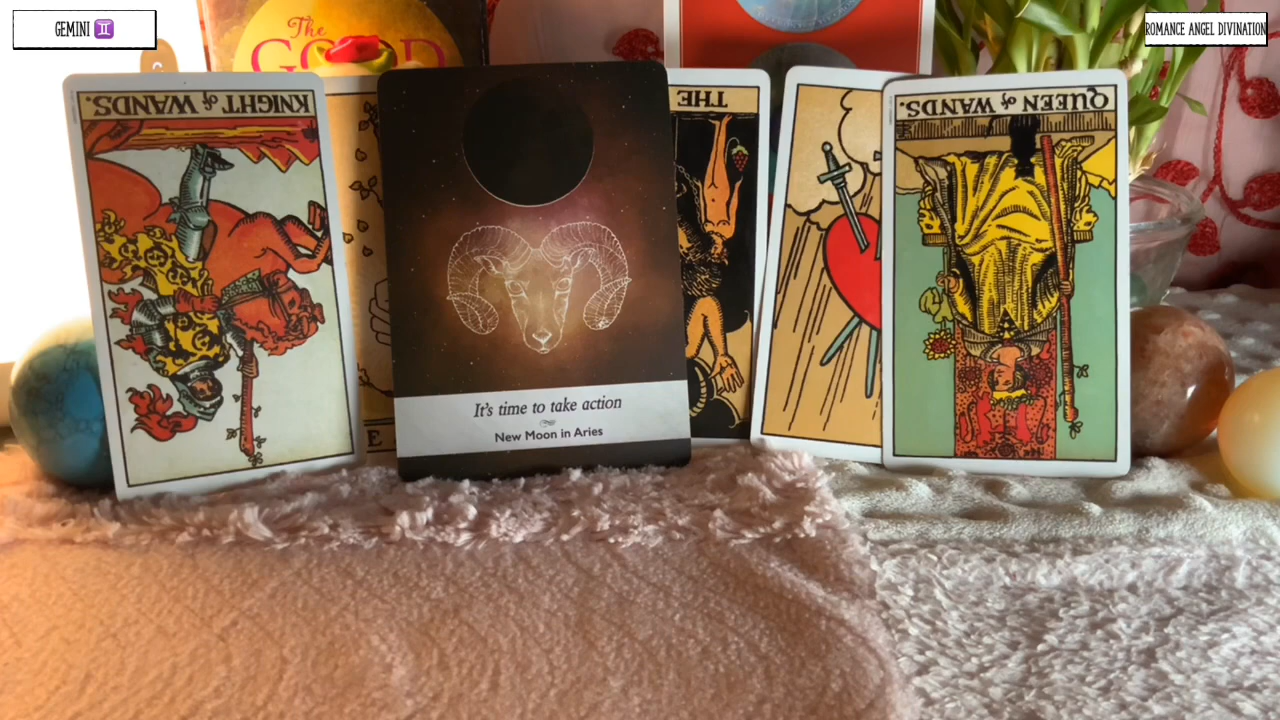 GEMINI ♊
ROMANCE ANGEL DIVINATION
The
GOOD
KNIGHT of WANDS.
THE
QUEEN of WANDS.
It's time to take action
New Moon in Aries
E